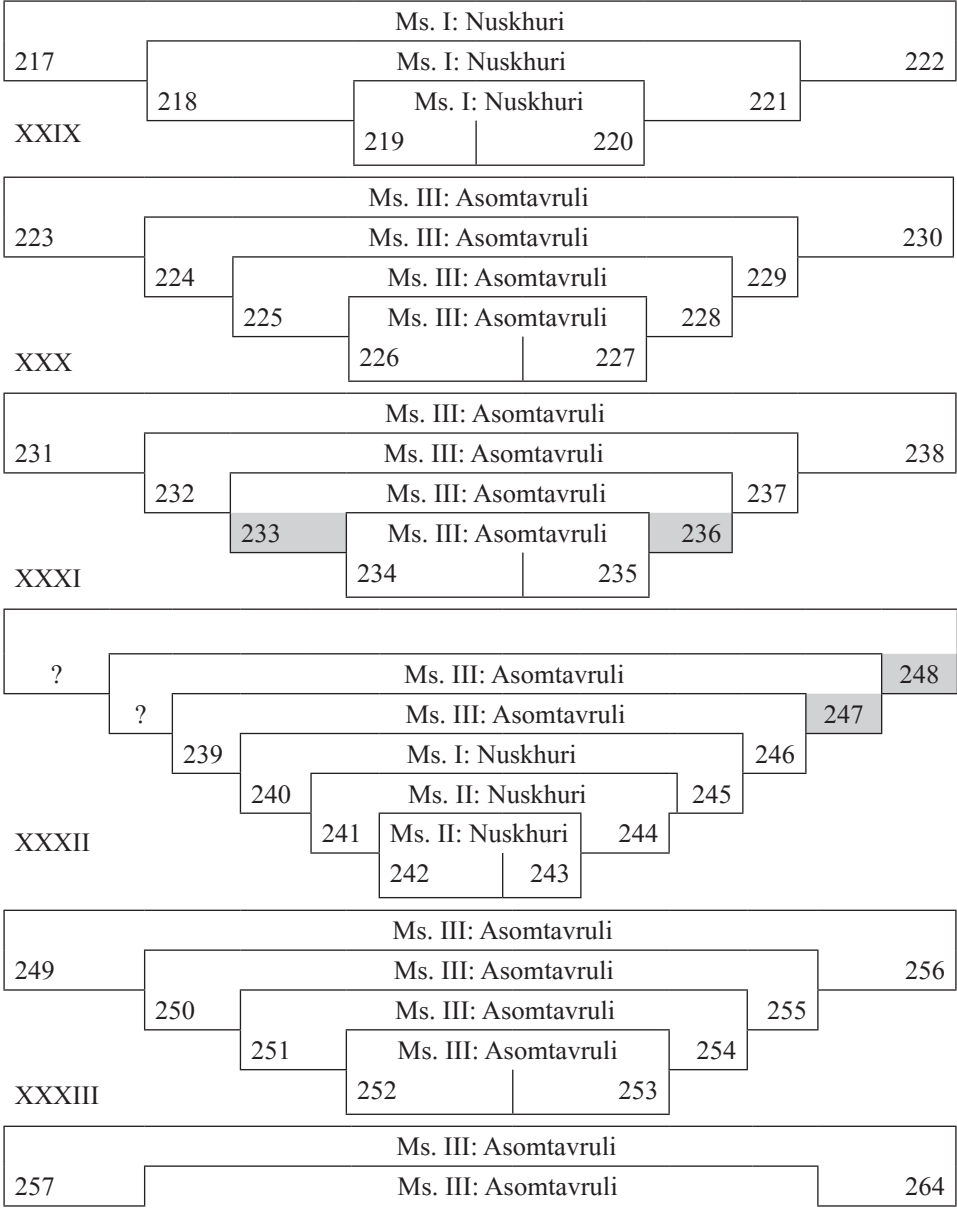 Ms. I: Nuskhuri
217 Ms. I: Nuskhuri 222
218 Ms. I: Nuskhuri 221
XXIX
219 220
Ms. III: Asomtavruli
223 Ms. III: Asomtavruli 230
224 Ms. III: Asomtavruli 229
225 Ms. III: Asomtavruli 228
XXX
226 227
Ms. III: Asomtavruli
231 Ms. III: Asomtavruli 238
232 Ms. III: Asomtavruli 237
233 Ms. III: Asomtavruli 236
XXXI
234 235
? Ms. III: Asomtavruli 248
? Ms. III: Asomtavruli 247
239 Ms. I: Nuskhuri 246
240 Ms. II: Nuskhuri 245
XXXII
241 Ms. II: Nuskhuri 244
242 243
Ms. III: Asomtavruli
249 Ms. III: Asomtavruli 256
250 Ms. III: Asomtavruli 255
251 Ms. III: Asomtavruli 254
XXXIII
252 253
Ms. III: Asomtavruli
257 Ms. III: Asomtavruli 264